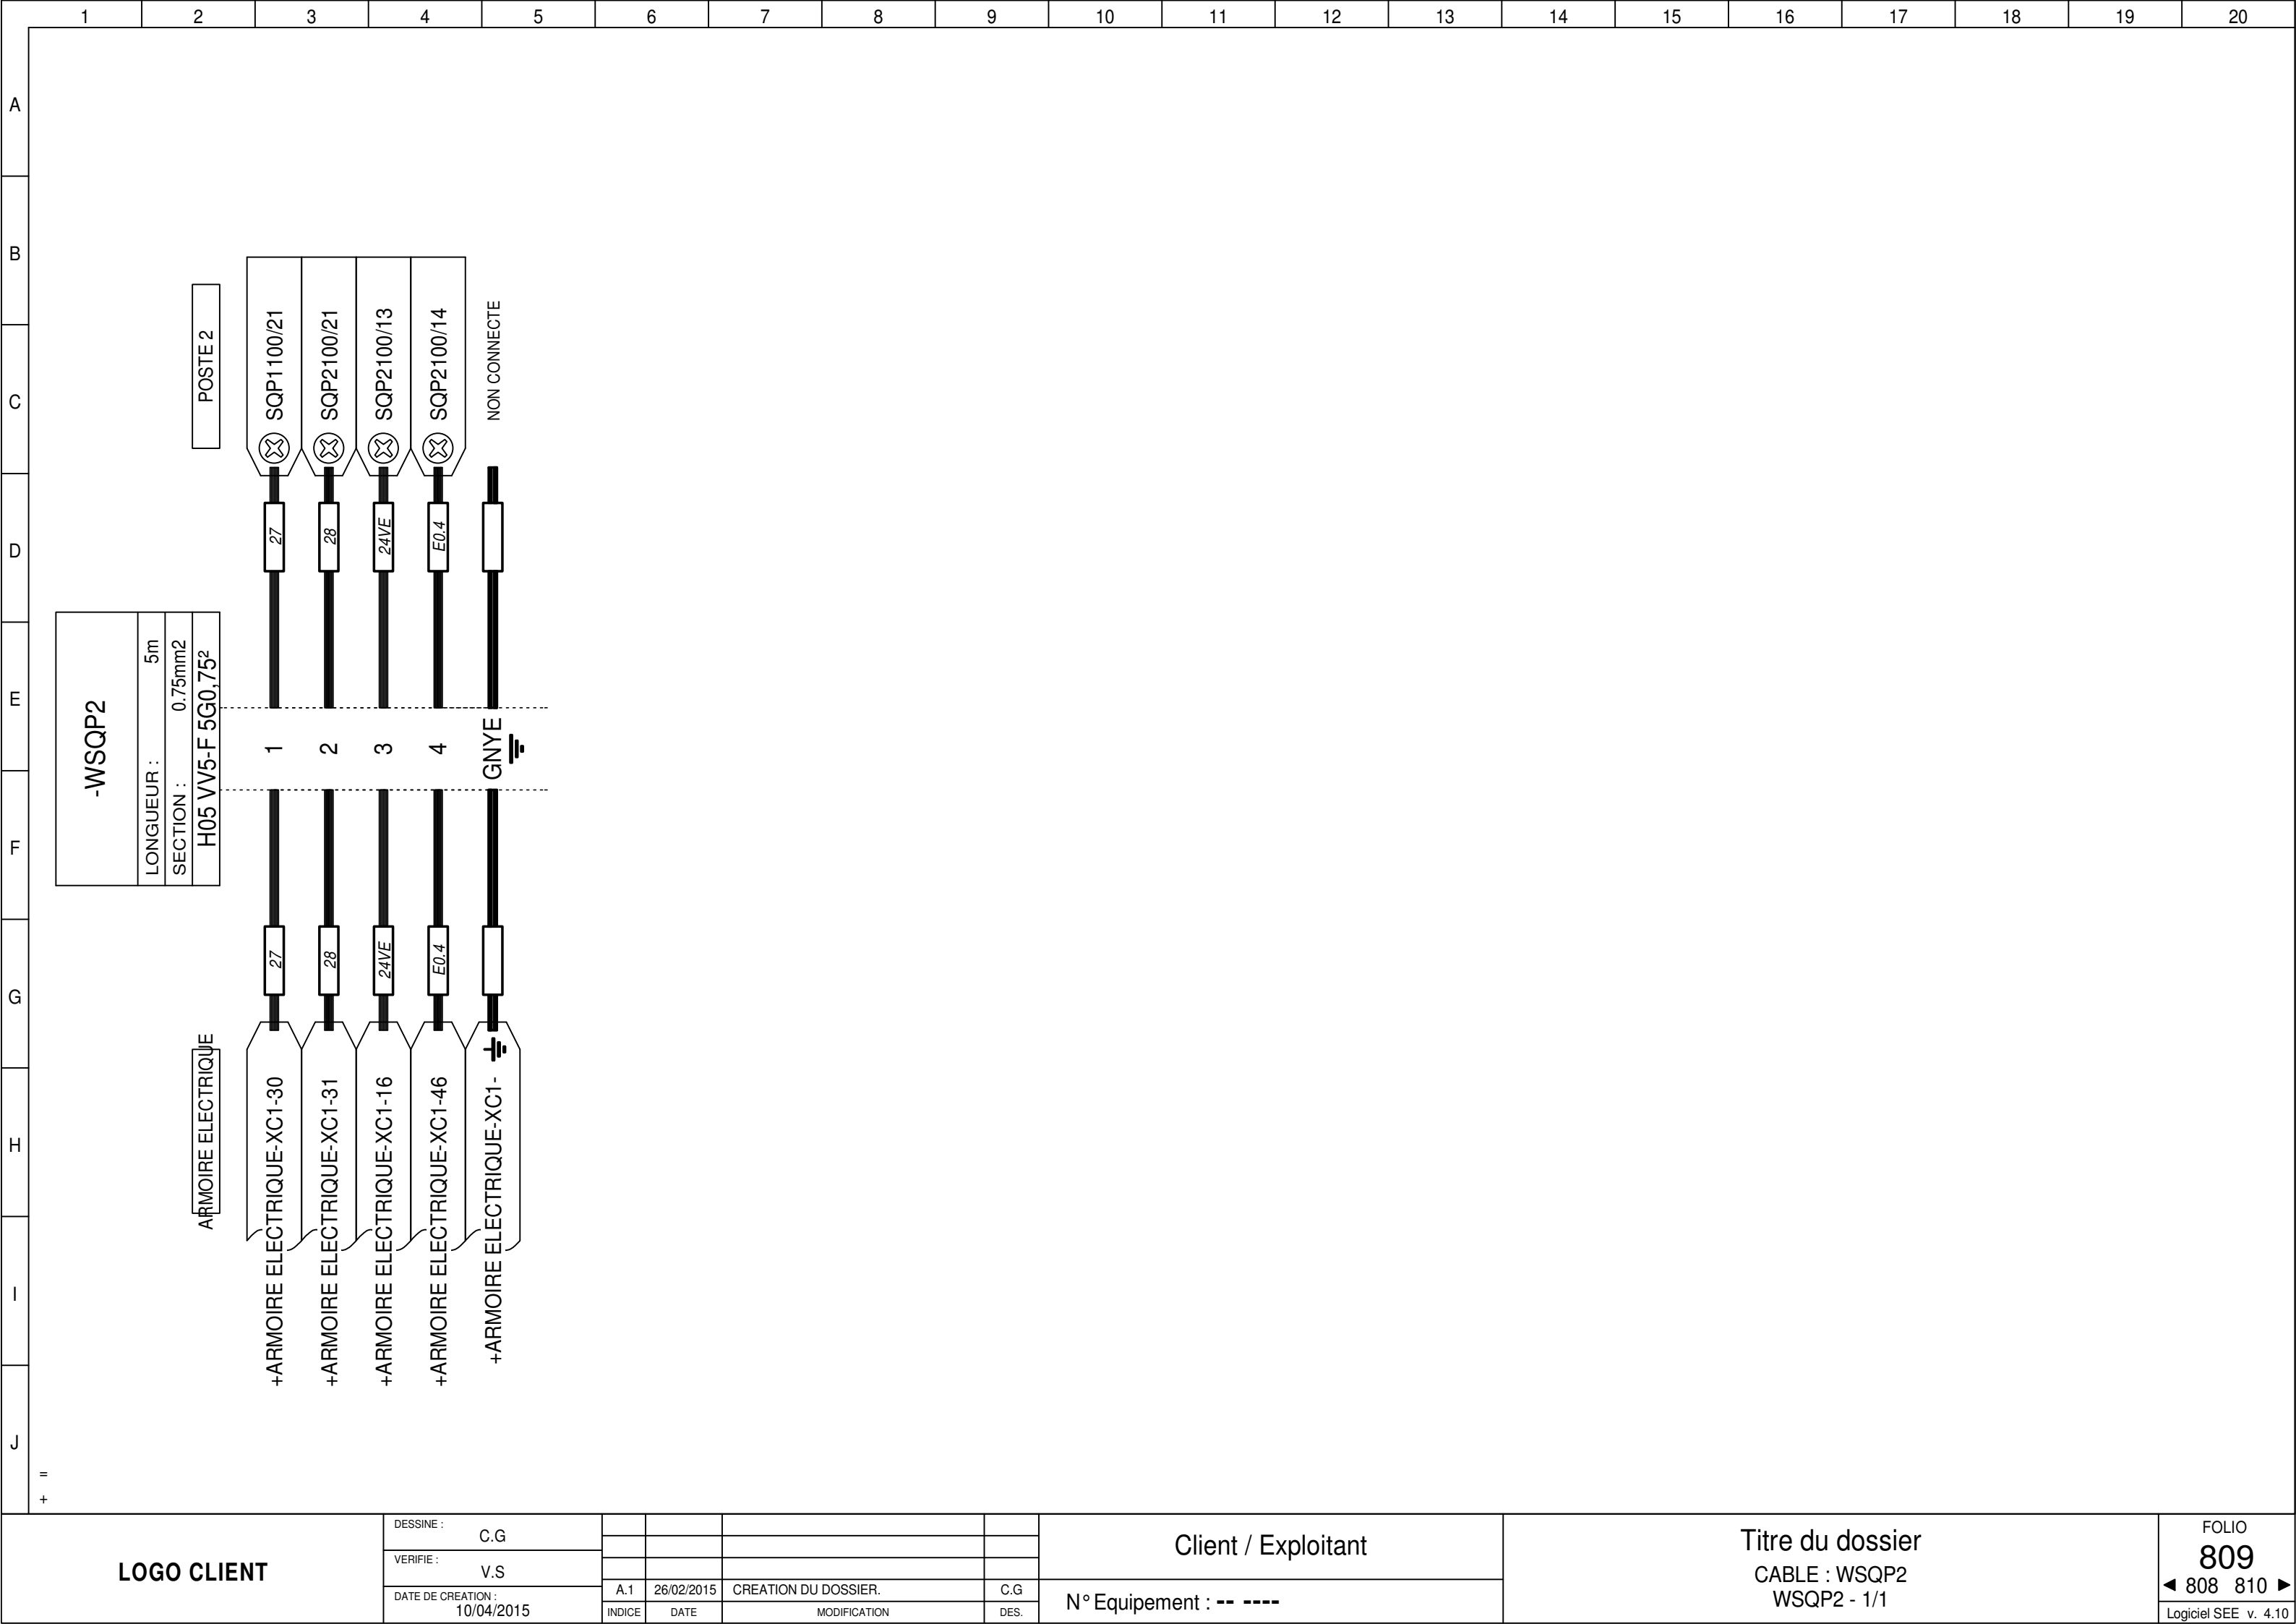 1 2 3 4 5 6 7 8 9 10 11 12 13 14 15 16 17 18 19 20
A
B
C
D
E
F
G
H
I
J
POSTE 2
SQP1100/21
SQP2100/21
SQP2100/13
SQP2100/14
NON CONNECTE
27
28
24VE
E0.4
-WSQP2
LONGUEUR : 5m
SECTION : 0.75mm2
H05 VV5-F 5G0,75²
1
2
3
4
GNYE
27
28
24VE
E0.4
ARMOIRE ELECTRIQUE
+ARMOIRE ELECTRIQUE-XC1-30
+ARMOIRE ELECTRIQUE-XC1-31
+ARMOIRE ELECTRIQUE-XC1-16
+ARMOIRE ELECTRIQUE-XC1-46
+ARMOIRE ELECTRIQUE-XC1-
=
+
LOGO CLIENT
DESSINE :
C.G
VERIFIE :
V.S
DATE DE CREATION :
10/04/2015
A.1 26/02/2015 CREATION DU DOSSIER. C.G
INDICE DATE MODIFICATION DES.
Client / Exploitant
N° Equipement : -- ----
Titre du dossier
CABLE : WSQP2
WSQP2 - 1/1
FOLIO
809
808 810
Logiciel SEE v. 4.10